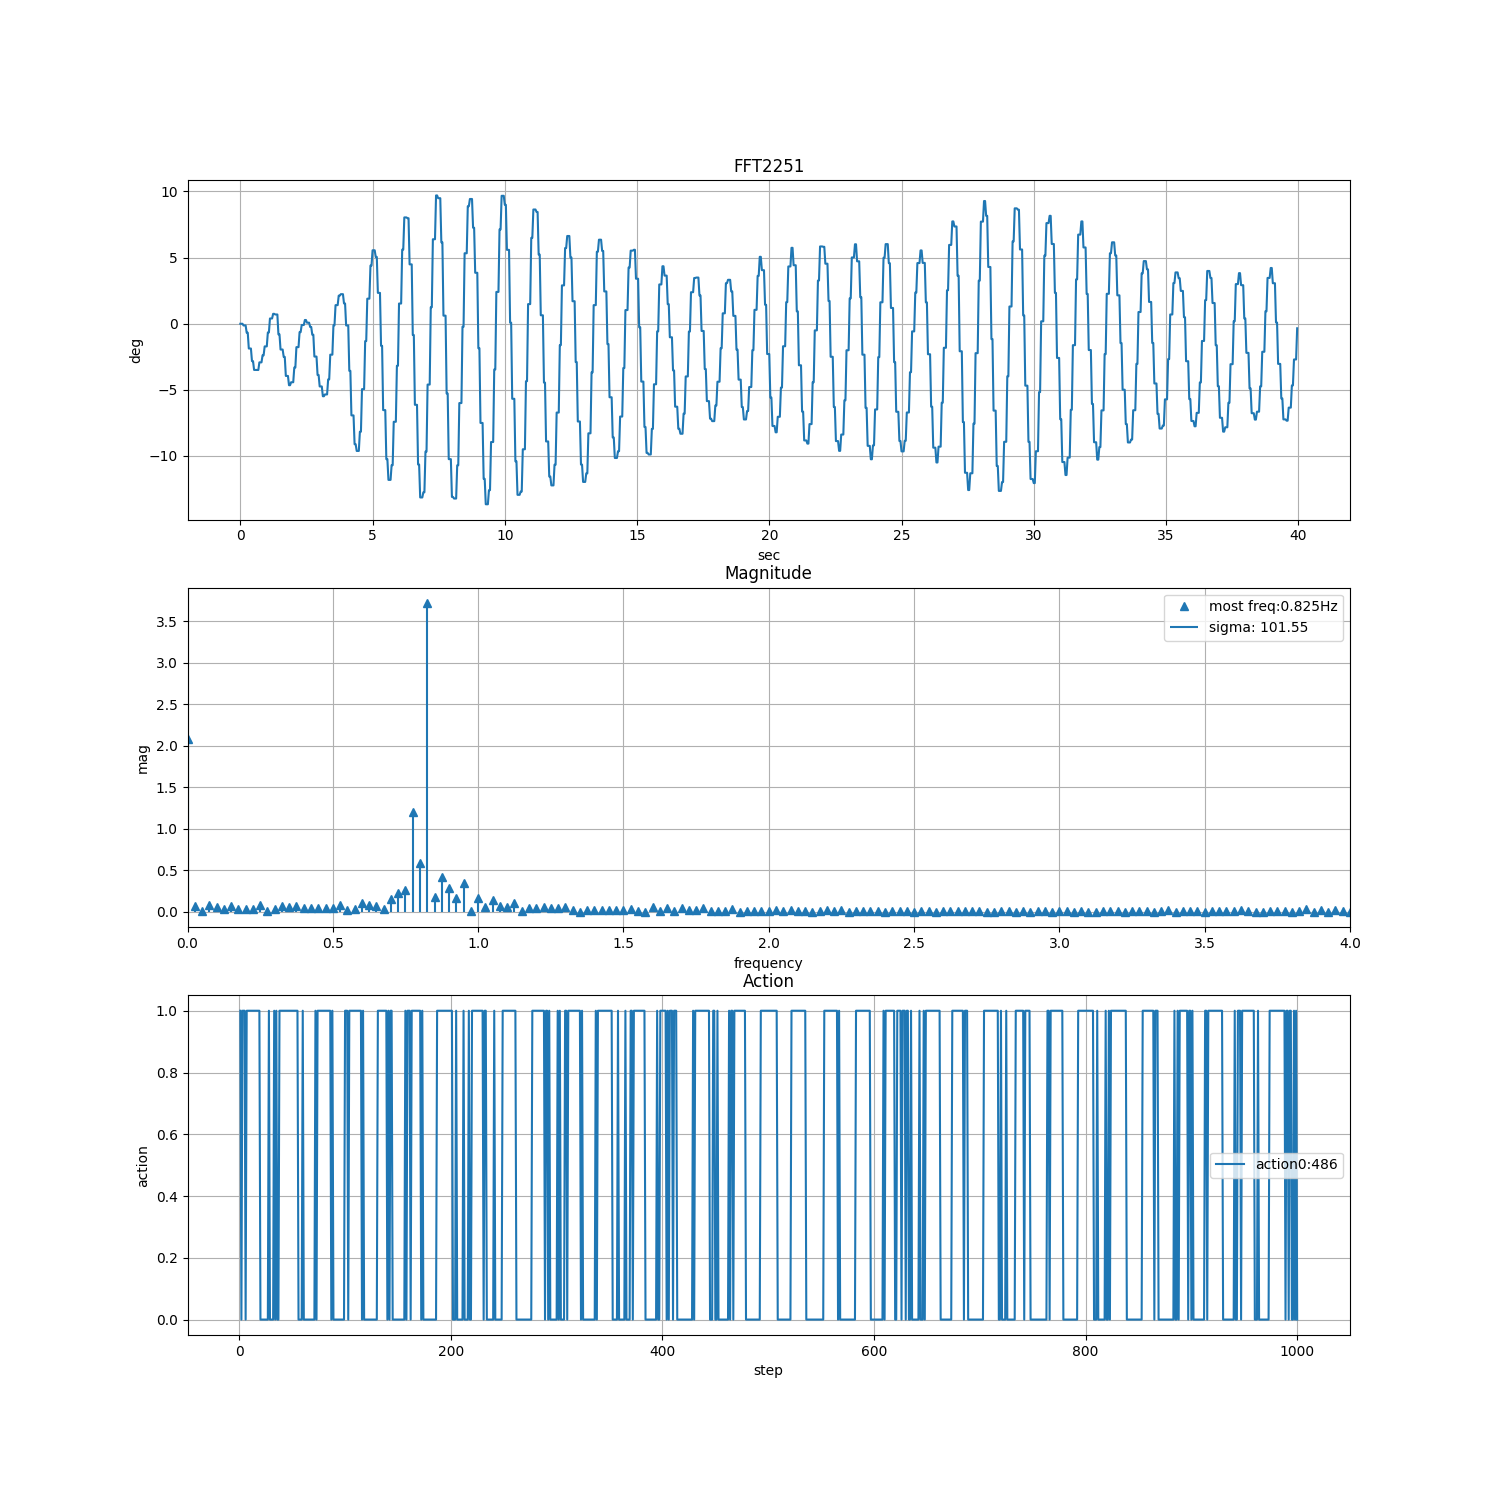 FFT2251
10
5
0
−5
−10
deg
0 5 10 15 20 25 30 35 40
sec
Magnitude
most freq:0.825Hz
sigma: 101.55
3.5
3.0
2.5
2.0
1.5
1.0
0.5
0.0
mag
0.0 0.5 1.0 1.5 2.0 2.5 3.0 3.5 4.0
frequency
Action
1.0
0.8
0.6
0.4
0.2
0.0
action
action0:486
0 200 400 600 800 1000
step